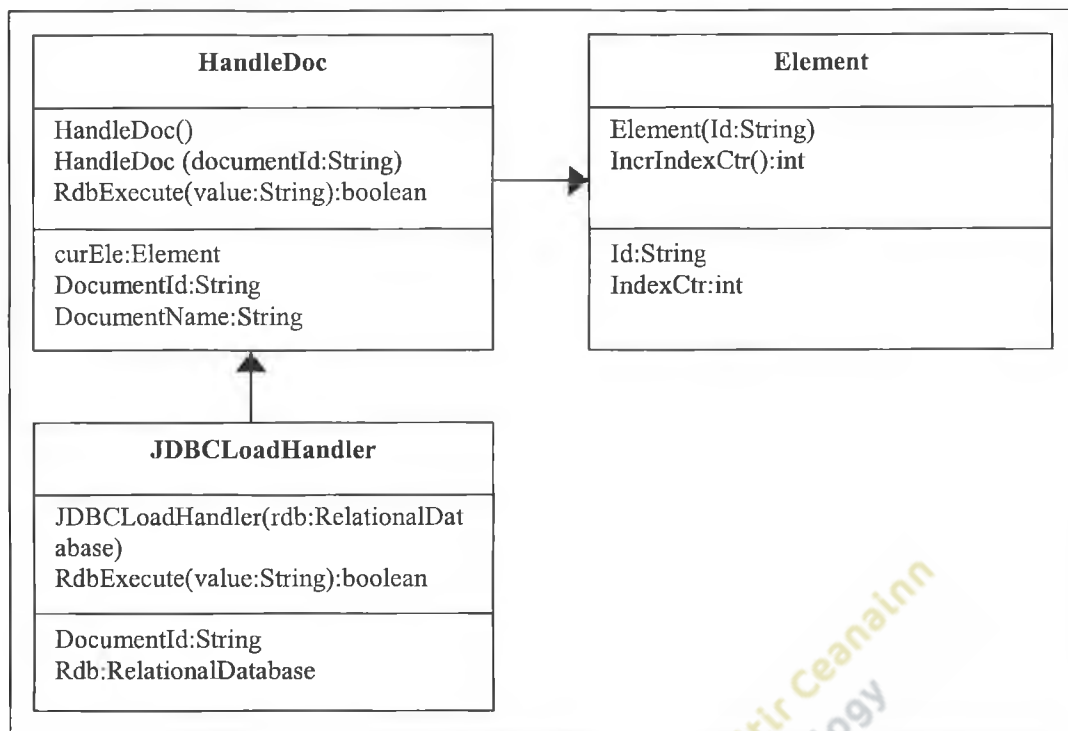 HandleDoc
HandleDoc()
HandleDoc (documentId:String)
RdbExecute(value:String):boolean
curEle:Element
DocumentId:String
DocumentName:String
Element
Element(Id:String)
IncrIndexCtr():int
Id:String
IndexCtr:int
JDBCLoadHandler
JDBCLoadHandler(rdb:RelationalDat
abase)
RdbExecute(value:String):boolean
DocumentId:String
Rdb:RelationalDatabase
Ceanainn